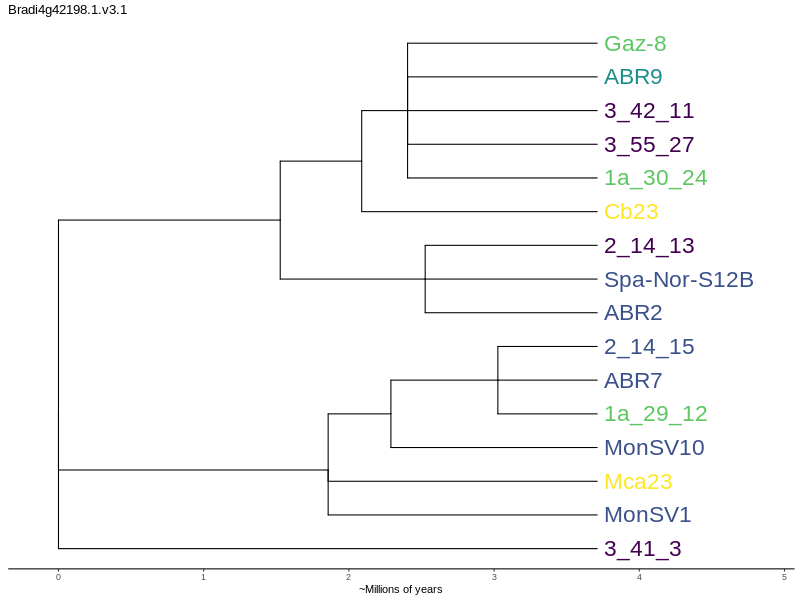 Bradi4g42198.1.v3.1
Gaz-8
ABR9
3_42_11
3_55_27
1a_30_24
Cb23
2_14_13
Spa-Nor-S12B
ABR2
2_14_15
ABR7
1a_29_12
MonSV10
Mca23
MonSV1
3_41_3
0 1 2 3 4 5
~Millions of years